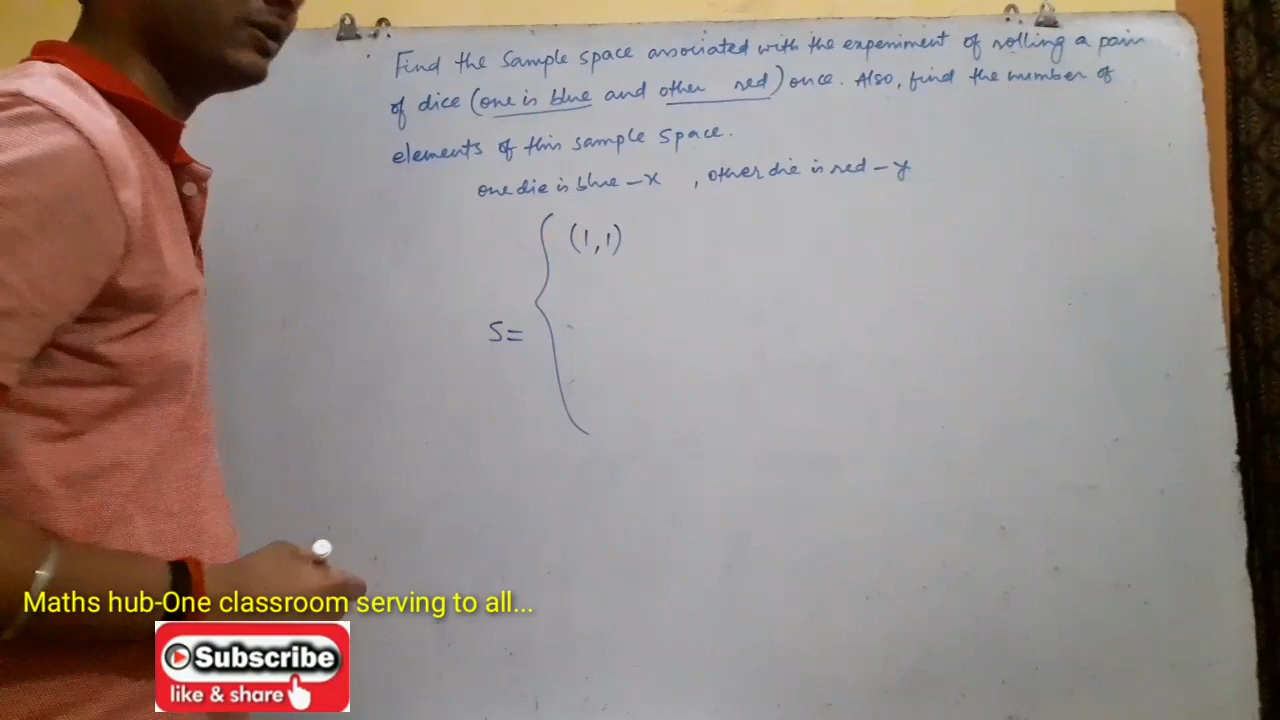 Find the sample space associated with the experiment of rolling a pair
of dice (one is blue and other red) once. Also, find the number of
elements of this sample space.
one die is blue - x , other die is red - y
(1,1)
S=
Maths hub-One classroom serving to all...
Subscribe
like & share